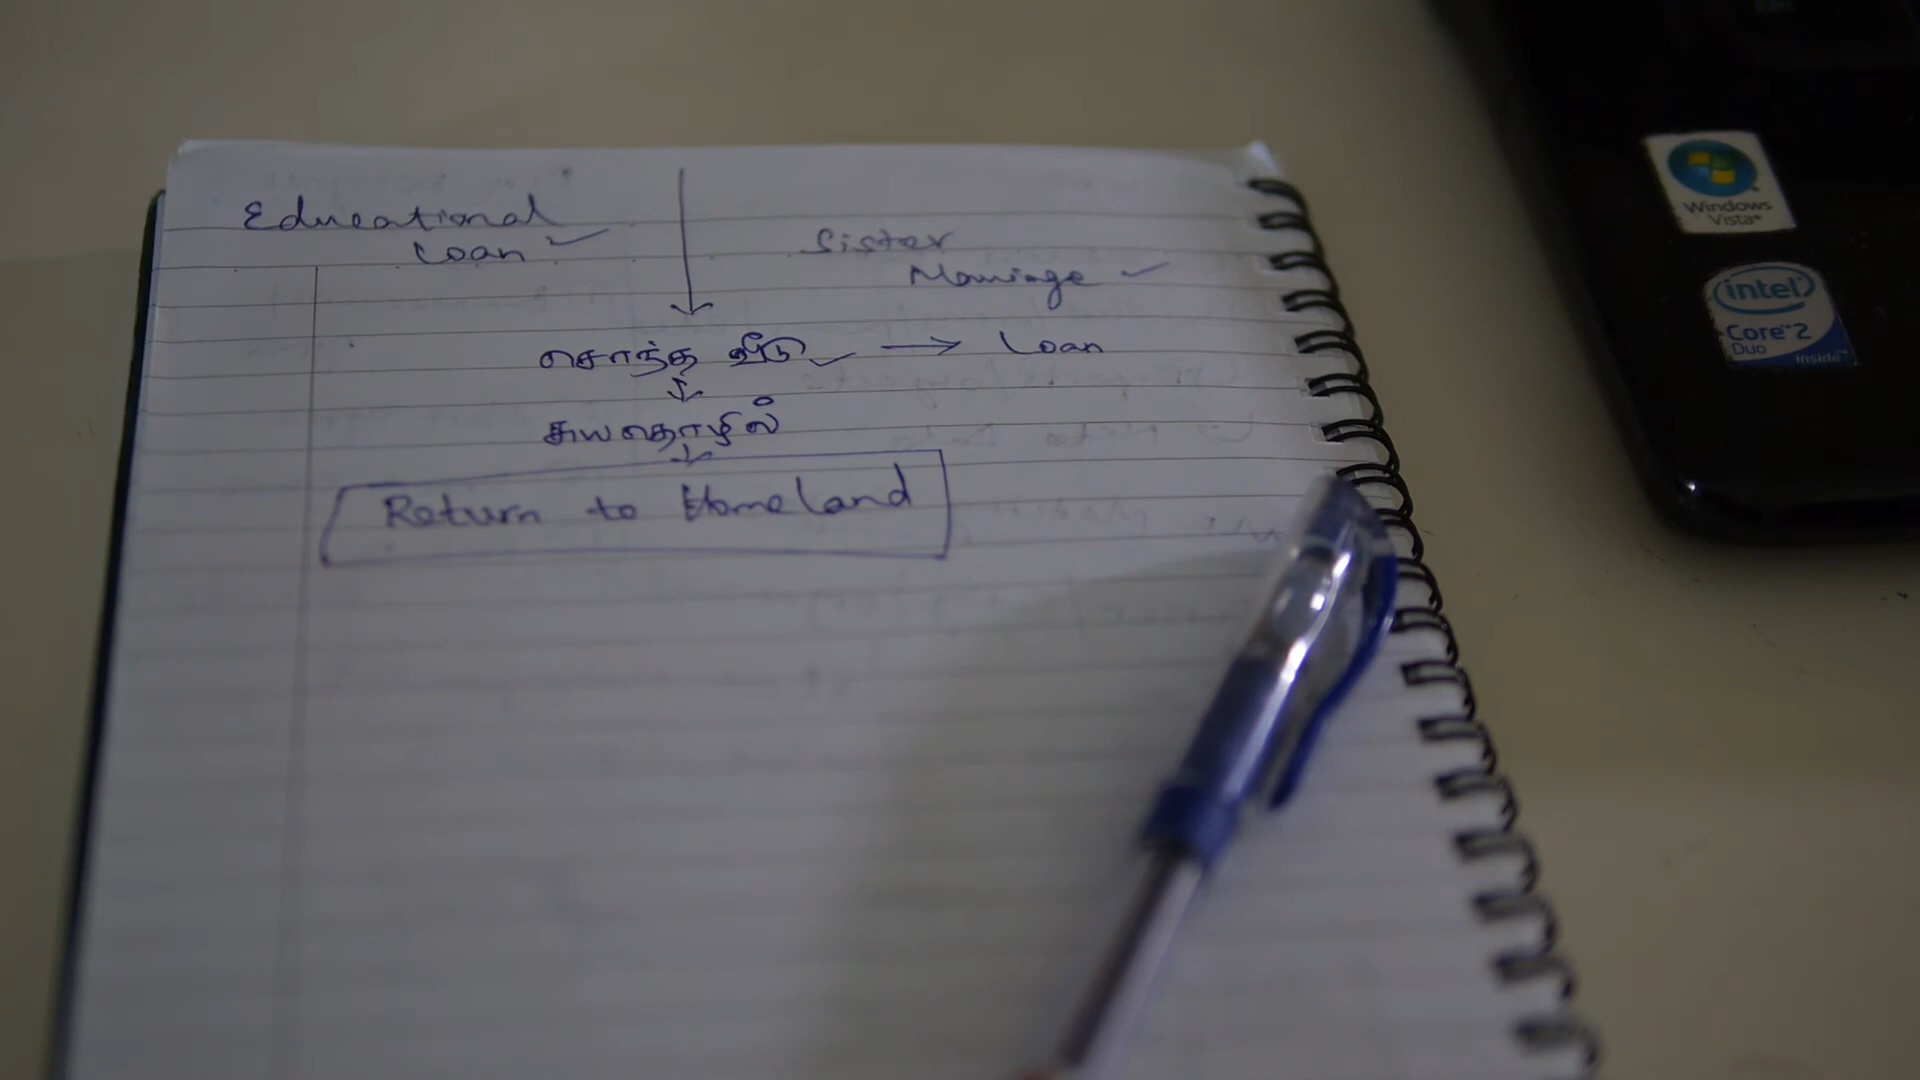 Educational
Loan ✓
Sister
Marriage ✓
சொந்த வீடு ✓ → Loan
சுயதொழில்
Return to Homeland
Windows
Vista
intel
Core 2
Duo
inside